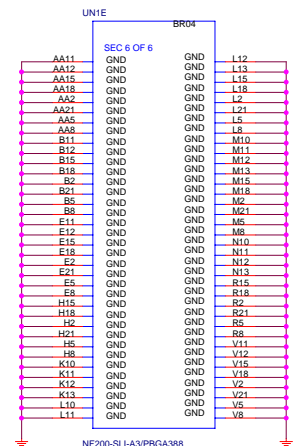 UN1E
BR04
SEC 6 OF 6
AA11 GND GND L12
AA12 GND GND L13
AA15 GND GND L15
AA18 GND GND L18
AA2 GND GND L2
AA21 GND GND L21
AA5 GND GND L5
AA8 GND GND L8
B11 GND GND M10
B12 GND GND M11
B15 GND GND M12
B18 GND GND M13
B2 GND GND M15
B21 GND GND M18
B5 GND GND M2
B8 GND GND M21
E11 GND GND M5
E12 GND GND M8
E15 GND GND N10
E18 GND GND N11
E2 GND GND N12
E21 GND GND N13
E5 GND GND R15
E8 GND GND R18
H15 GND GND R2
H18 GND GND R21
H2 GND GND R5
H21 GND GND R8
H5 GND GND V11
H8 GND GND V12
K10 GND GND V15
K11 GND GND V18
K12 GND GND V2
K13 GND GND V21
L10 GND GND V5
L11 GND GND V8
NF200-SLI-A3/PBGA388